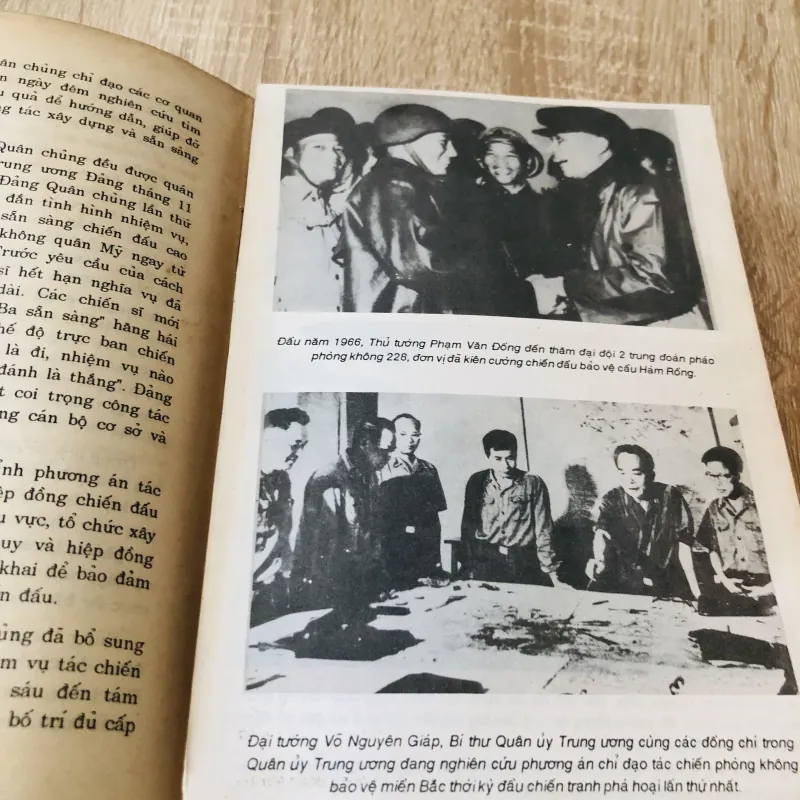 ân chủng chỉ đạo các cơ quan
ngày đêm nghiên cứu tìm
quả để hướng dẫn, giúp đỡ
tác xây dựng và sẵn sàng
Quân chủng đều được quán
rung ương Đảng tháng 11
Đảng Quân chủng lần thứ
đắn tình hình nhiệm vụ,
sẵn sàng chiến đấu cao
không quân Mỹ ngay từ
Trước yêu cầu của cách
sĩ hết hạn nghĩa vụ đã
dài. Các chiến sĩ mới
Ba sẵn sàng" hăng hái
hế độ trực ban chiến
là đi, nhiệm vụ nào
đánh là thắng". Đảng
t coi trọng công tác
ng cán bộ cơ sở và
ỉnh phương án tác
ệp đồng chiến đấu
u vực, tổ chức xây
uy và hiệp đồng
khai để bảo đảm
n đấu.
ủng đã bổ sung
m vụ tác chiến
sáu đến tám
bố trí đủ cấp
Đầu năm 1966, Thủ tướng Phạm Văn Đồng đến thăm đại đội 2 trung đoàn pháo
phòng không 228, đơn vị đã kiên cường chiến đấu bảo vệ cầu Hàm Rồng.
Đại tướng Võ Nguyên Giáp, Bí thư Quân ủy Trung ương cùng các đồng chí trong
Quân ủy Trung ương đang nghiên cứu phương án chỉ đạo tác chiến phòng không
bảo vệ miền Bắc thời kỳ đầu chiến tranh phá hoại lần thứ nhất.